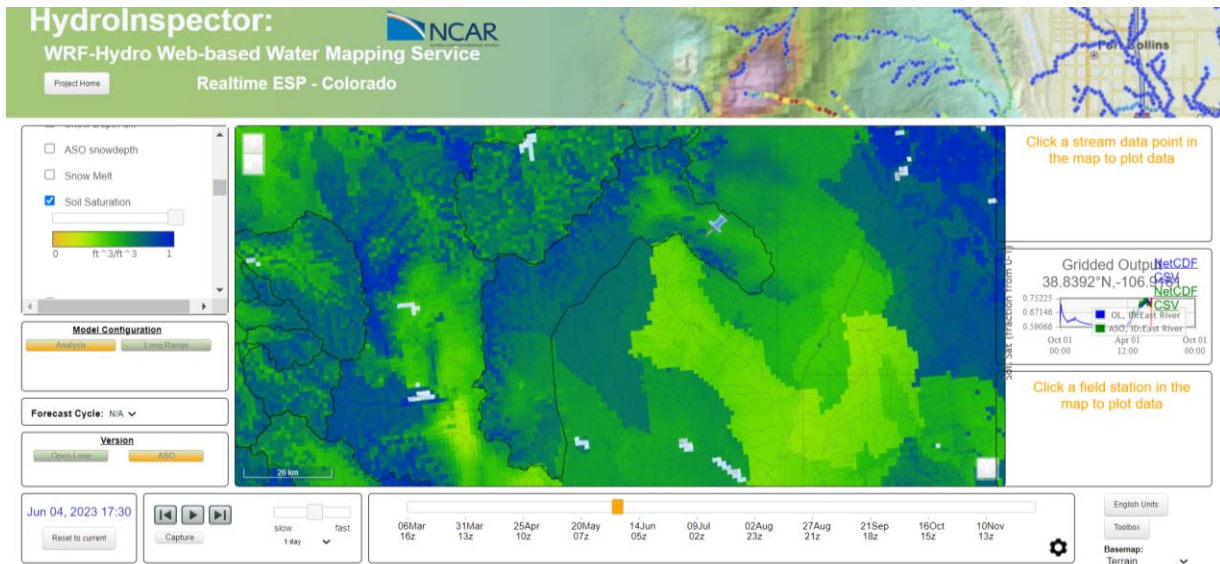 HydroInspector:
NCAR
WRF-Hydro Web-based Water Mapping Service
Project Home
Realtime ESP - Colorado
Fort Collins
ASO snowdepth
Snow Melt
Soil Saturation
0 ft^3/ft^3 1
Model Configuration
Analysis Long Range
Forecast Cycle: N/A
Version
Open Loop ASO
20 km
Click a stream data point in
the map to plot data
Gridded Output
NetCDF
38.8392°N,-106.9161
CSV
NetCDF
CSV
0.75225
0.67146
0.59066
OL, ID:East River
ASO, ID:East River
Oct 01 Apr 01 Oct 01
00:00 12:00 00:00
Click a field station in the
map to plot data
Jun 04, 2023 17:30
Reset to current
Capture
slow fast
1 day
06Mar 31Mar 25Apr 20May 14Jun 09Jul 02Aug 27Aug 21Sep 16Oct 10Nov
16z 13z 10z 07z 05z 02z 23z 21z 18z 15z 13z
English Units
Toolbox
Basemap:
Terrain